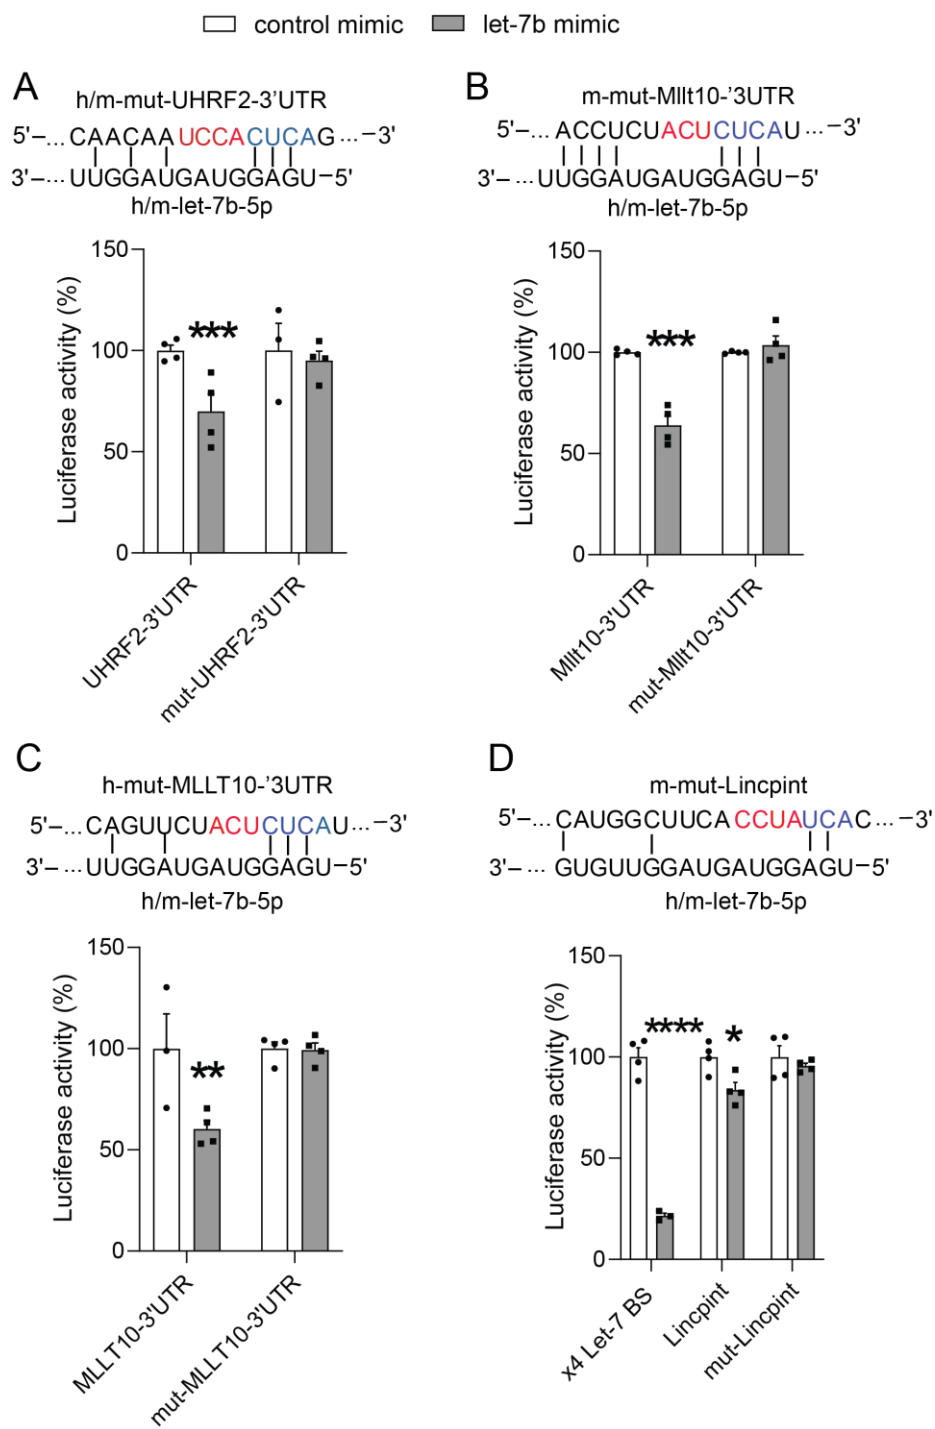 control mimic let-7b mimic
A
h/m-mut-UHRF2-3'UTR
5'–... CAACAAUCCACUCAG ... –3'
3'–... UUGGAUGAUGGAGU–5'
h/m-let-7b-5p
Luciferase activity (%)
150
100
50
0
***
UHRF2-3'UTR
mut-UHRF2-3'UTR
B
m-mut-Mllt10-'3UTR
5'–... ACCUCUACUCUCAU ... –3'
3'–... UUGGAUGAUGGAGU–5'
h/m-let-7b-5p
Luciferase activity (%)
150
100
50
0
***
Mllt10-3'UTR
mut-Mllt10-3'UTR
C
h-mut-MLLT10-'3UTR
5'–... CAGUUCUACUCUCAU ... –3'
3'– ... UUGGAUGAUGGAGU–5'
h/m-let-7b-5p
Luciferase activity (%)
150
100
50
0
**
MLLT10-3'UTR
mut-MLLT10-3'UTR
D
m-mut-Lincpint
5'–... CAUGGCUUCA CCUAUCAC ... –3'
3'– ... GUGUUGGAUGAUGGAGU–5'
h/m-let-7b-5p
Luciferase activity (%)
150
100
50
0
**** *
x4 Let-7 BS
Lincpint
mut-Lincpint